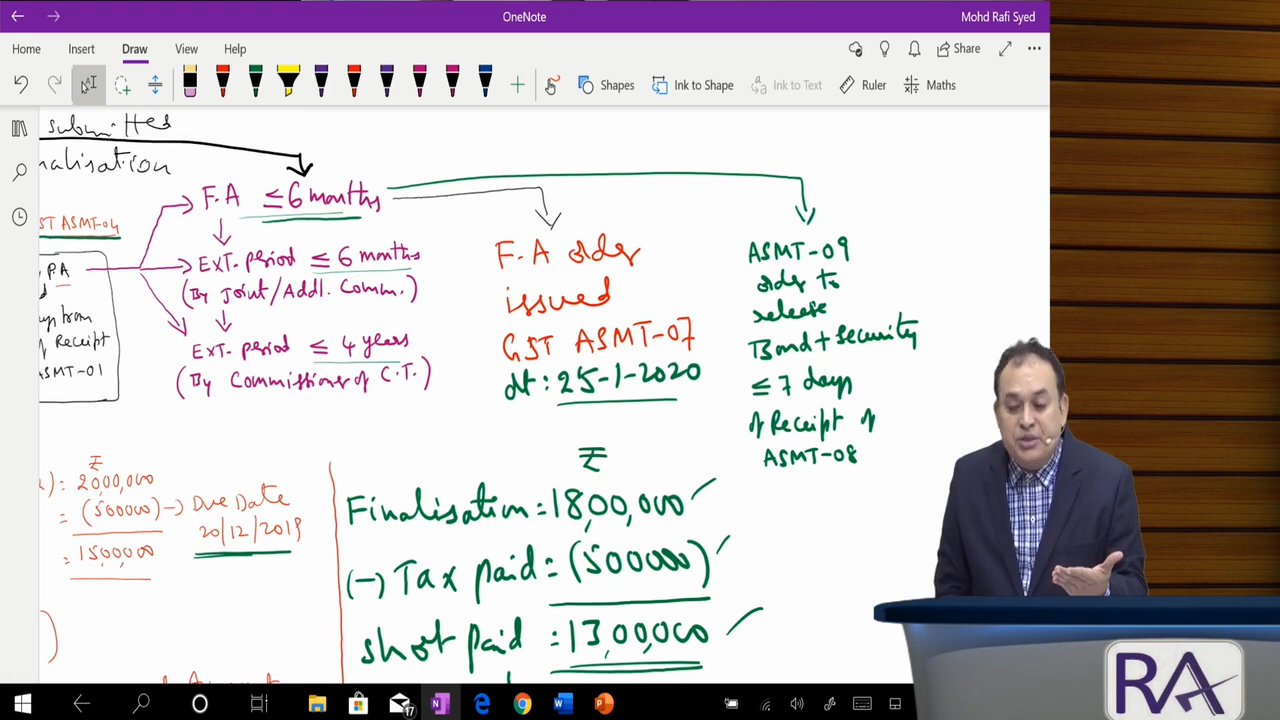 OneNote
Mohd Rafi Syed
Home
Insert
Draw
View
Help
Share
Shapes
Ink to Shape
Ink to Text
Ruler
Maths
submitted
nalisation
F.A ≤ 6 months
ST ASMT-04
EXT. period ≤ 6 months
(By Joint/Addl. Comm.)
EXT. period ≤ 4 years
(By Commissioner of C.T.)
PA
from
of Receipt
ASMT-01
F.A order
issued
GST ASMT-07
dt: 25-1-2020
ASMT-09
order to
release
Bond + Security
≤ 7 days
of Receipt of
ASMT-08
₹
) = 2000,000
= (500000) → Due Date
20/12/2019
= 1500000
₹
Finalisation = 18,00,000
(-) Tax paid = (500000)
short paid = 13,00,000
17
RA